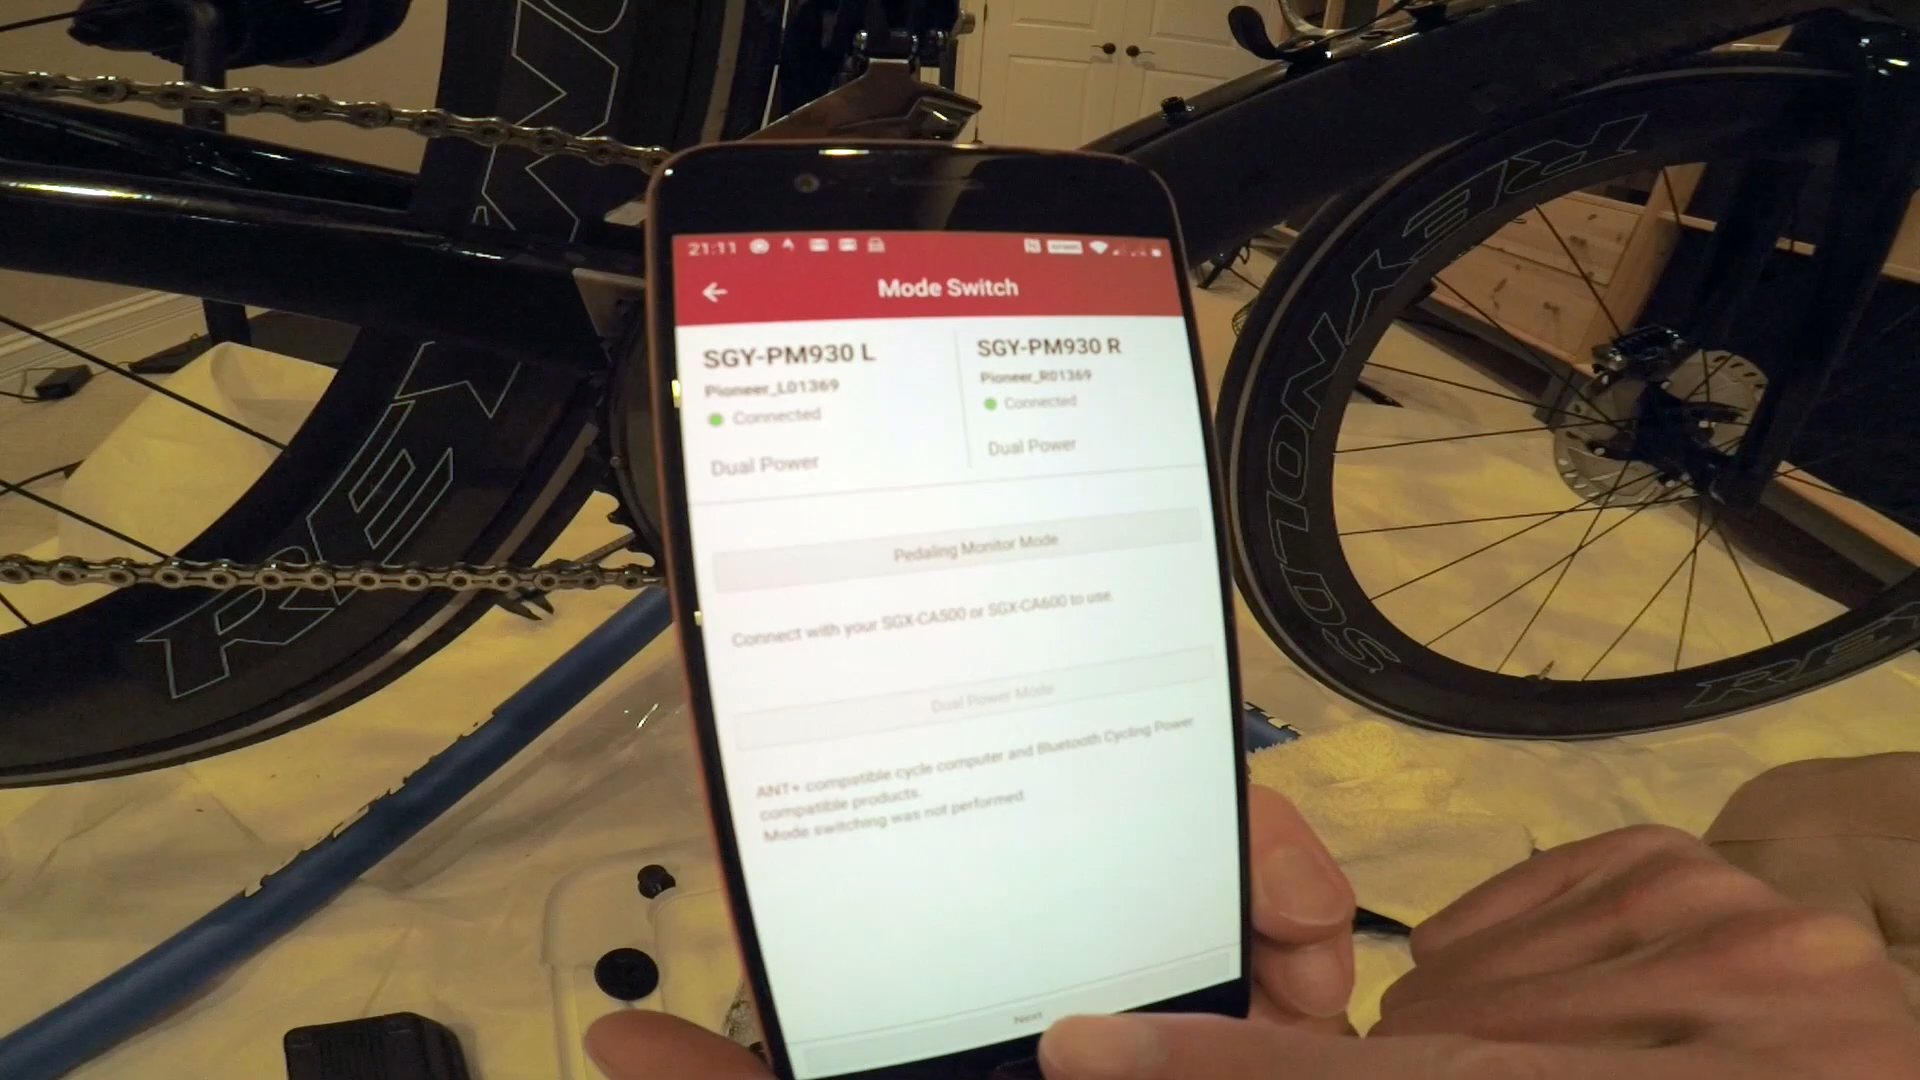 21:11
Mode Switch
SGY-PM930 L
Pioneer_L01369
Connected
Dual Power
SGY-PM930 R
Pioneer_R01369
Connected
Dual Power
Pedaling Monitor Mode
Connect with your SGX-CA500 or SGX-CA600 to use.
Dual Power Mode
ANT+ compatible cycle computer and Bluetooth Cycling Power
compatible products.
Mode switching was not performed.
Next
REYNOLDS
RE